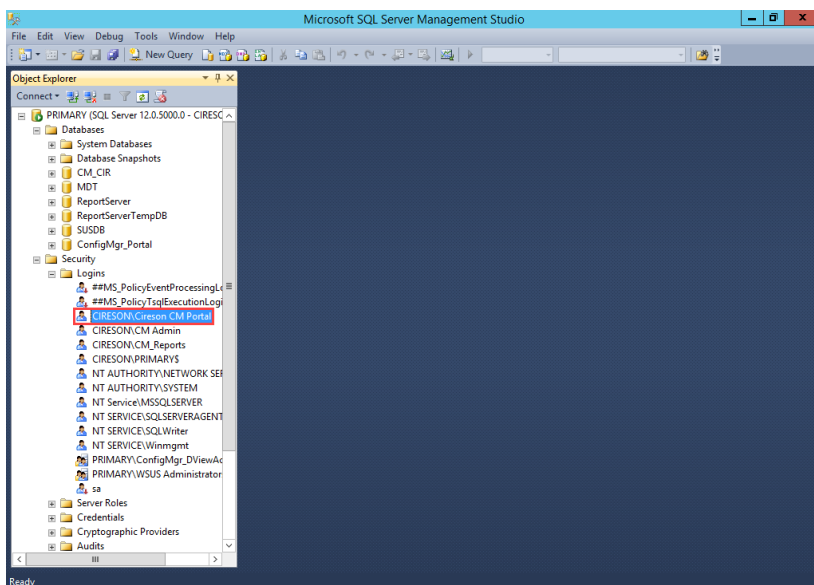 Microsoft SQL Server Management Studio
File Edit View Debug Tools Window Help
New Query
Object Explorer
Connect
PRIMARY (SQL Server 12.0.5000.0 - CIRESC
Databases
System Databases
Database Snapshots
CM_CIR
MDT
ReportServer
ReportServerTempDB
SUSDB
ConfigMgr_Portal
Security
Logins
##MS_PolicyEventProcessingLo
##MS_PolicyTsqlExecutionLogi
CIRESON\Cireson CM Portal
CIRESON\CM Admin
CIRESON\CM_Reports
CIRESON\PRIMARY$
NT AUTHORITY\NETWORK SEI
NT AUTHORITY\SYSTEM
NT Service\MSSQLSERVER
NT SERVICE\SQLSERVERAGENT
NT SERVICE\SQLWriter
NT SERVICE\Winmgmt
PRIMARY\ConfigMgr_DViewAc
PRIMARY\WSUS Administrator
sa
Server Roles
Credentials
Cryptographic Providers
Audits
Ready